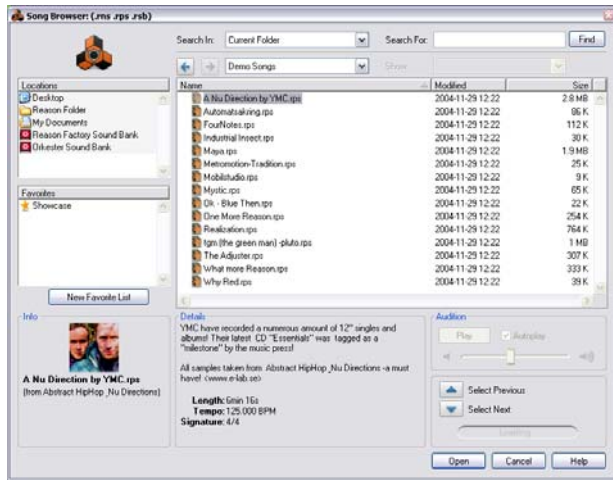 Song Browser: (.rns .rps .rsb)
Search In: Current Folder Search For: Find
Demo Songs Show:
Locations
Desktop
Reason Folder
My Documents
Reason Factory Sound Bank
Orkester Sound Bank
Favorites
Showcase
New Favorite List
Name Modified Size
A Nu Direction by YMC.rps 2004-11-29 12:22 2.8 MB
Automatsakring.rps 2004-11-29 12:22 86 K
FourNotes.rps 2004-11-29 12:22 112 K
Industrial Insect.rps 2004-11-29 12:22 30 K
Maya.rps 2004-11-29 12:22 1.9 MB
Metromotion-Tradition.rps 2004-11-29 12:22 25 K
Mobilstudio.rps 2004-11-29 12:22 9 K
Mystic.rps 2004-11-29 12:22 65 K
Ok - Blue Then.rps 2004-11-29 12:22 22 K
One More Reason.rps 2004-11-29 12:22 254 K
Realization.rps 2004-11-29 12:22 764 K
tgm (the green man) -pluto.rps 2004-11-29 12:22 1 MB
The Adjuster.rps 2004-11-29 12:22 307 K
What more Reason.rps 2004-11-29 12:22 333 K
Why Red.rps 2004-11-29 12:22 39 K
Info
A Nu Direction by YMC.rps
(from Abstract HipHop_Nu Directions)
Details
YMC have recorded a numerous amount of 12" singles and
albums! Their latest CD "Essentials" was tagged as a
"milestone" by the music press!
All samples taken from Abstract HipHop_Nu Directions -a must
have! <www.e-lab.se>
Length: 6min 16s
Tempo: 125.000 BPM
Signature: 4/4
Audition
Play Autoplay
Select Previous
Select Next
Loading
Open Cancel Help